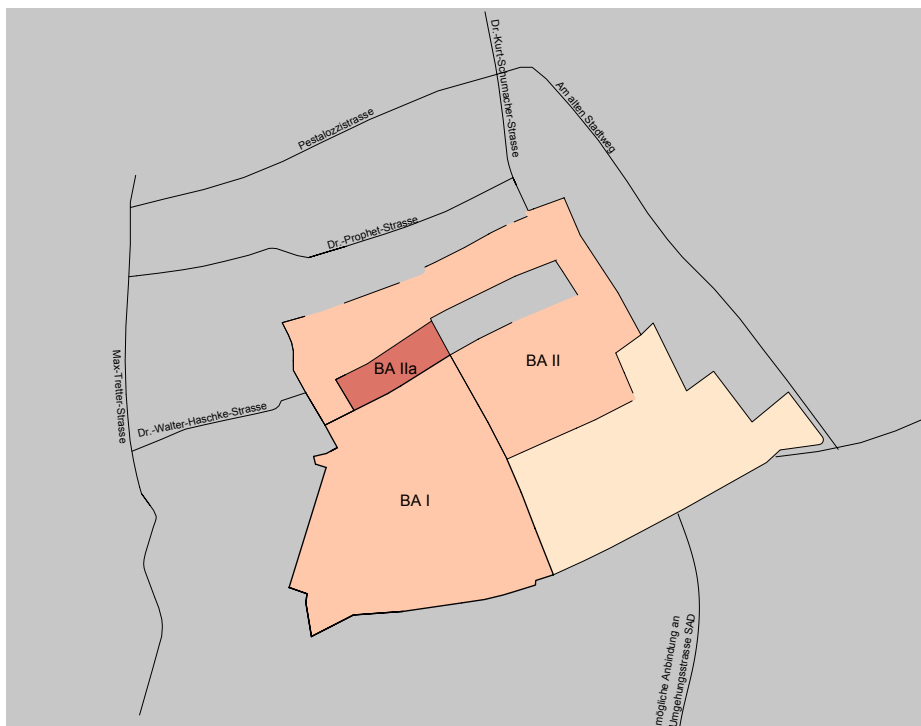 Dr.-Kurt-Schumacher-Strasse
Am alten Stadtweg
Pestalozzistrasse
Dr.-Prophet-Strasse
Max-Tretter-Strasse
BA IIa
BA II
Dr.-Walter-Haschke-Strasse
BA I
mögliche Anbindung an
Umgehungsstrasse SAD